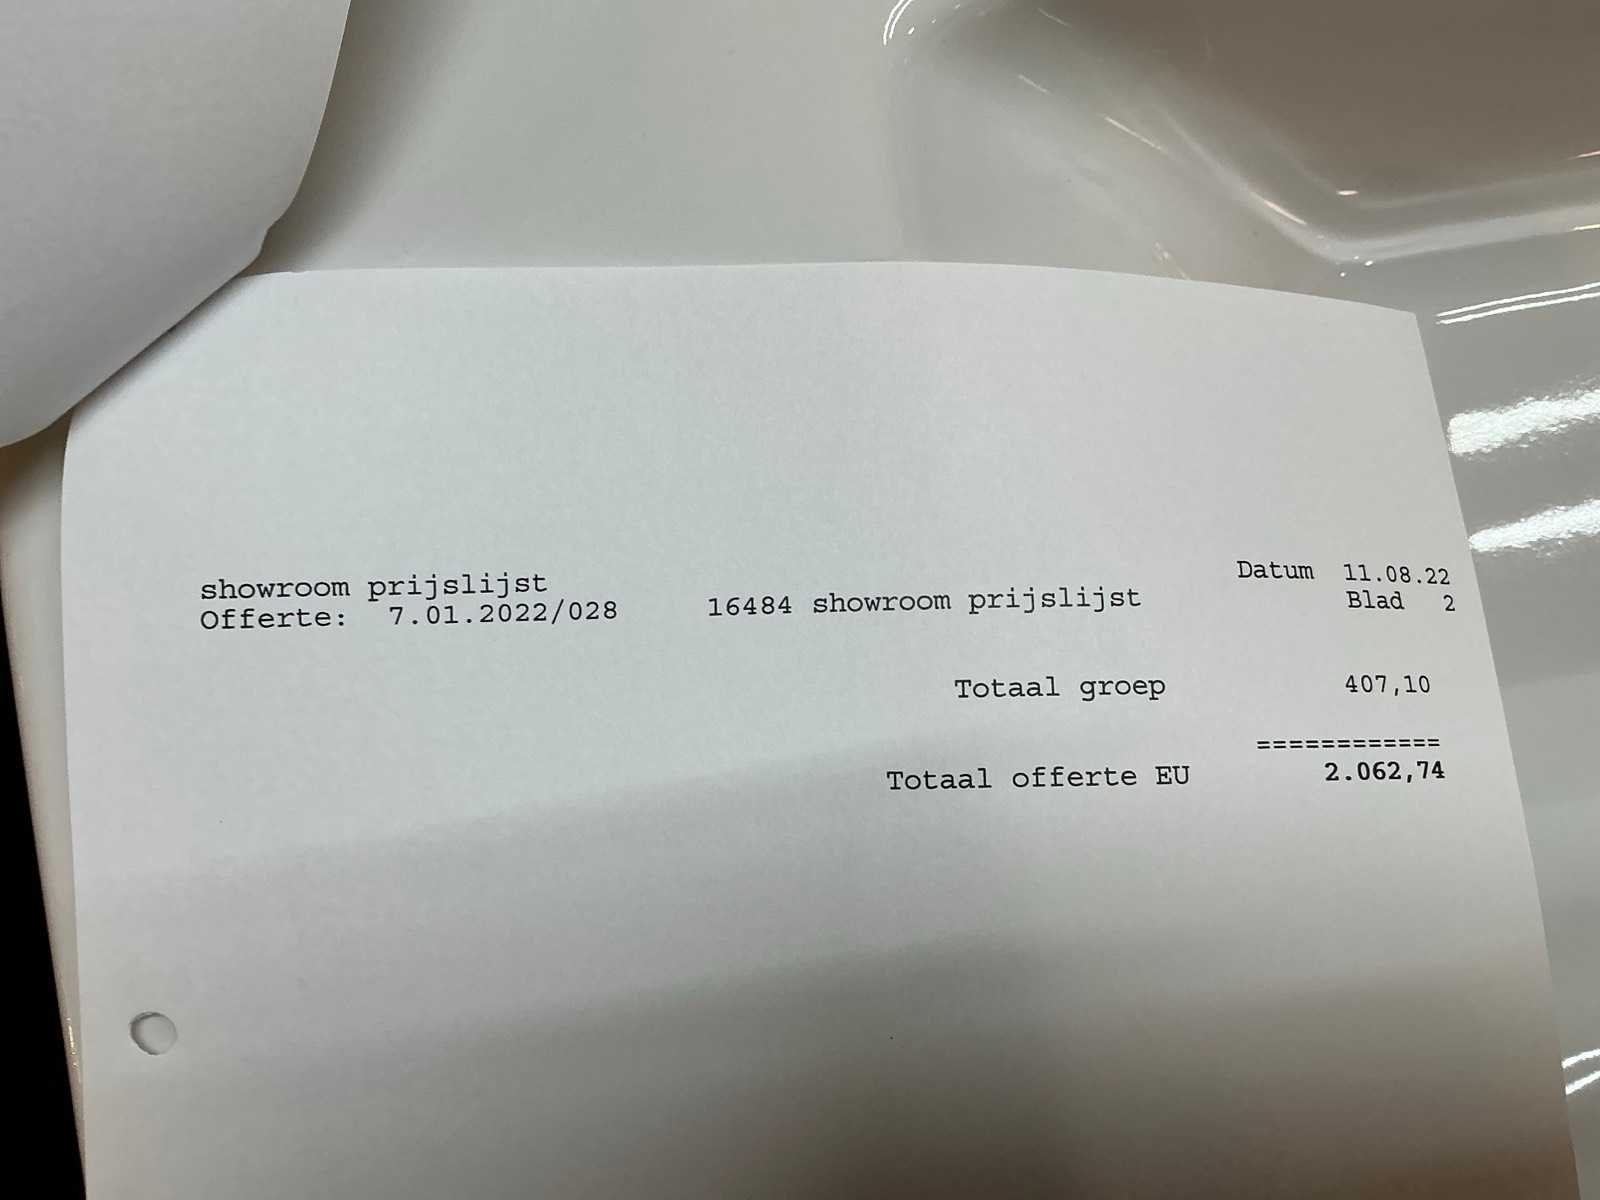 Datum 11.08.22
showroom prijslijst
Blad 2
Offerte: 7.01.2022/028 16484 showroom prijslijst
Totaal groep 407,10
============
Totaal offerte EU 2.062,74